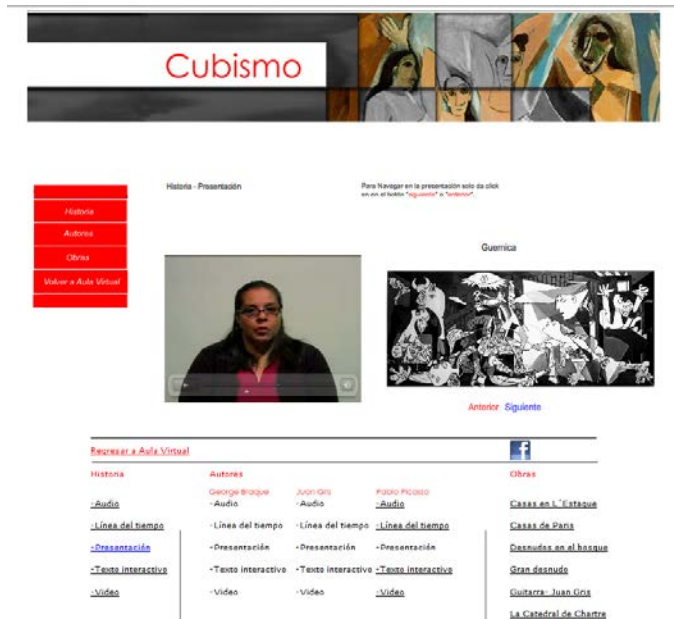 Cubismo
Historia - Presentación
Para Navegar en la presentación solo da click
en en el botón "siguiente" o "anterior".
Historia
Autores
Obras
Volver a Aula Virtual
Guernica
Anterior Siguiente
Regresar a Aula Virtual
Historia Autores Obras
George Braque Juan Gris Pablo Picasso
-Audio -Audio -Audio -Audio Casas en L´Estaque
-Línea del tiempo -Línea del tiempo -Línea del tiempo -Línea del tiempo Casas de Paris
-Presentación -Presentación -Presentación -Presentación Desnudos en el bosque
-Texto interactivo -Texto interactivo -Texto interactivo -Texto interactivo Gran desnudo
-Video -Video -Video -Video Guitarra- Juan Gris
La Catedral de Chartre